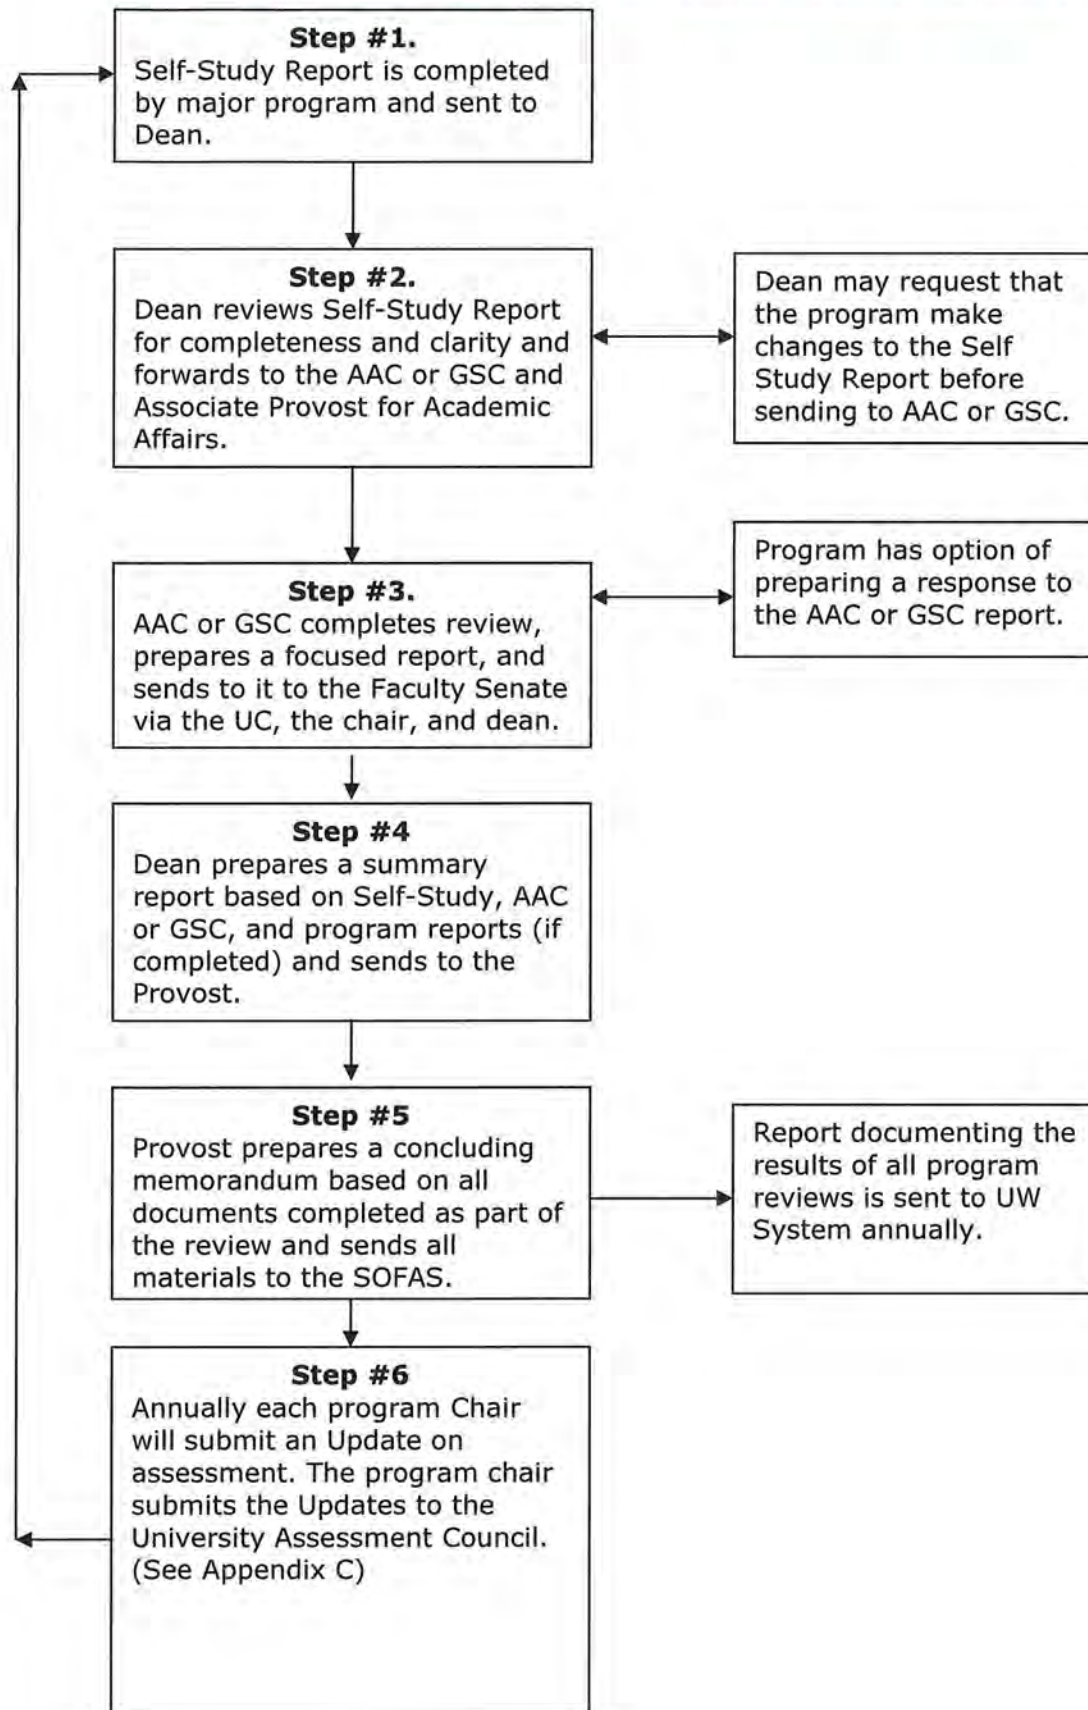 Step #1.
Self-Study Report is completed
by major program and sent to
Dean.
Step #2.
Dean reviews Self-Study Report
for completeness and clarity and
forwards to the AAC or GSC and
Associate Provost for Academic
Affairs.
Dean may request that
the program make
changes to the Self
Study Report before
sending to AAC or GSC.
Step #3.
AAC or GSC completes review,
prepares a focused report, and
sends to it to the Faculty Senate
via the UC, the chair, and dean.
Program has option of
preparing a response to
the AAC or GSC report.
Step #4
Dean prepares a summary
report based on Self-Study, AAC
or GSC, and program reports (if
completed) and sends to the
Provost.
Step #5
Provost prepares a concluding
memorandum based on all
documents completed as part of
the review and sends all
materials to the SOFAS.
Report documenting the
results of all program
reviews is sent to UW
System annually.
Step #6
Annually each program Chair
will submit an Update on
assessment. The program chair
submits the Updates to the
University Assessment Council.
(See Appendix C)